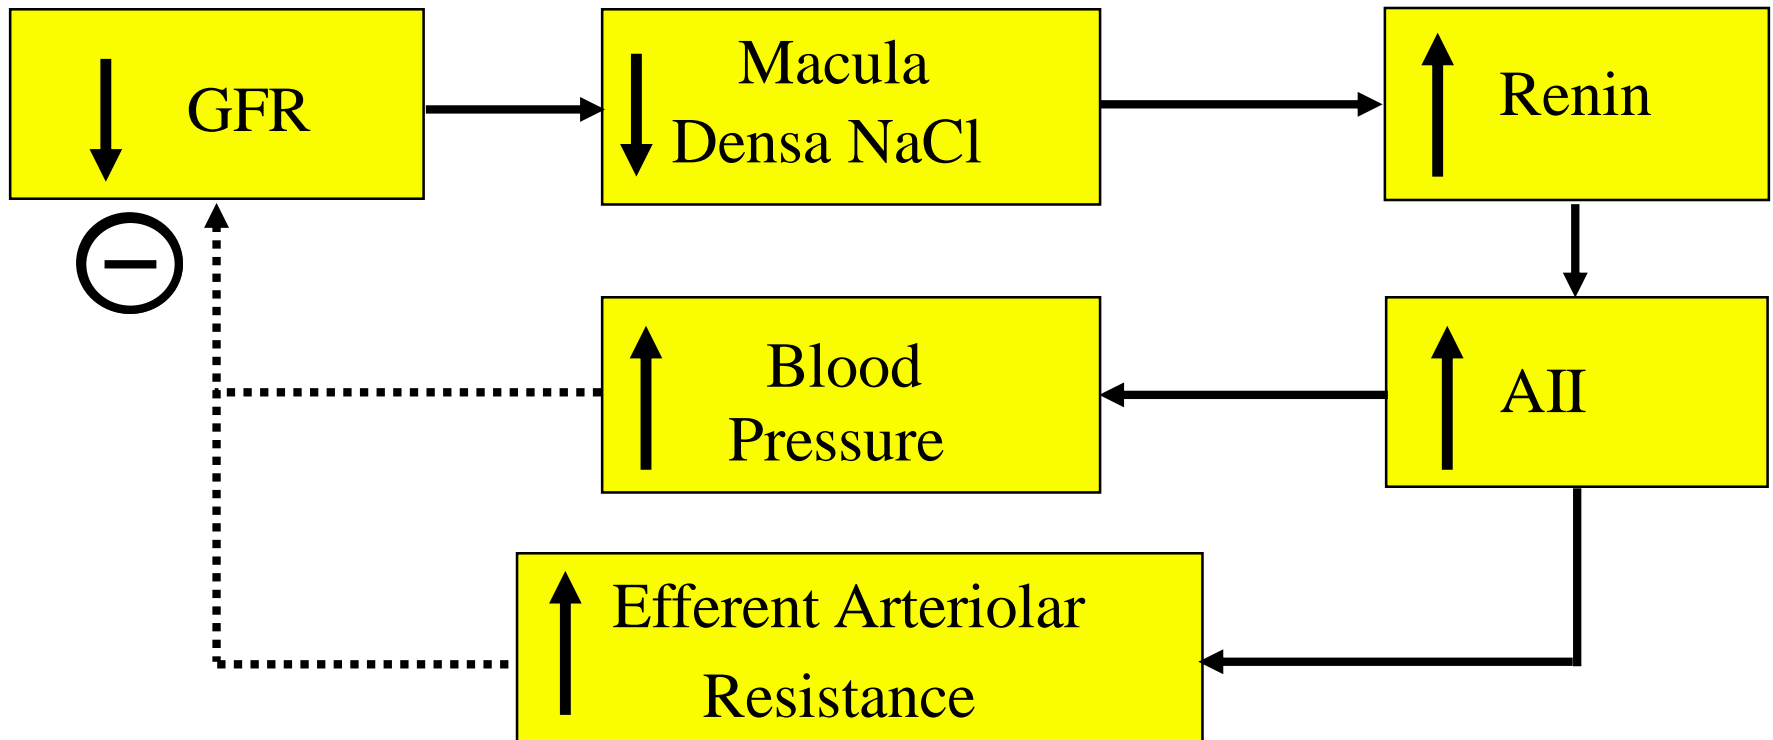 GFR
Macula
Densa NaCl
Renin
Blood
Pressure
AII
Efferent Arteriolar
Resistance